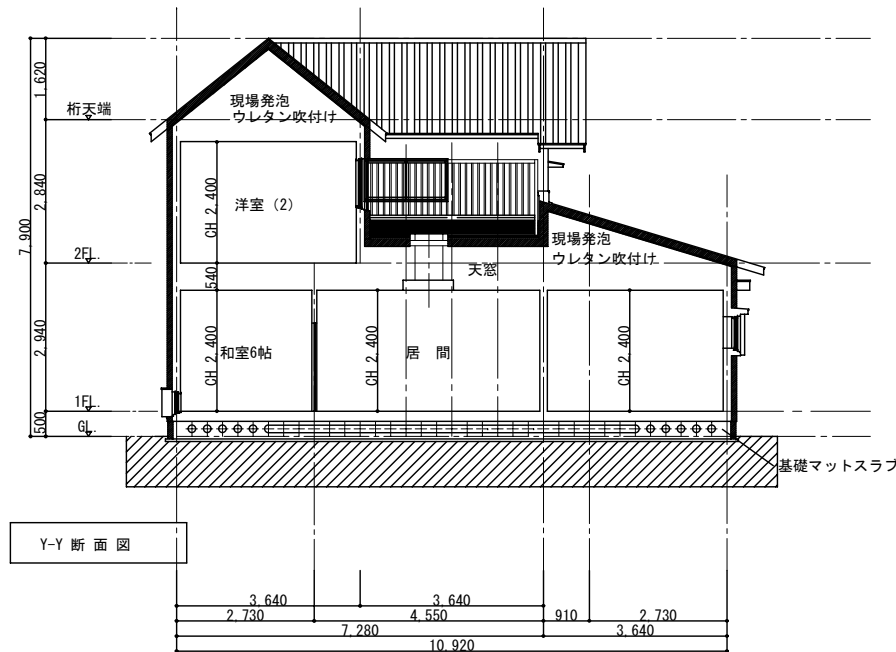 1,620
桁天端
現場発泡
ウレタン吹付け
2,840
7,900
CH 2,400
洋室（2）
2FL.
540
現場発泡
ウレタン吹付け
天窓
2,940
CH 2,400
和室6帖
CH 2,400
居 間
CH 2,400
1FL.
500
GL.
基礎マットスラブ
Y-Y 断 面 図
3,640
3,640
2,730
4,550
910
2,730
7,280
3,640
10,920